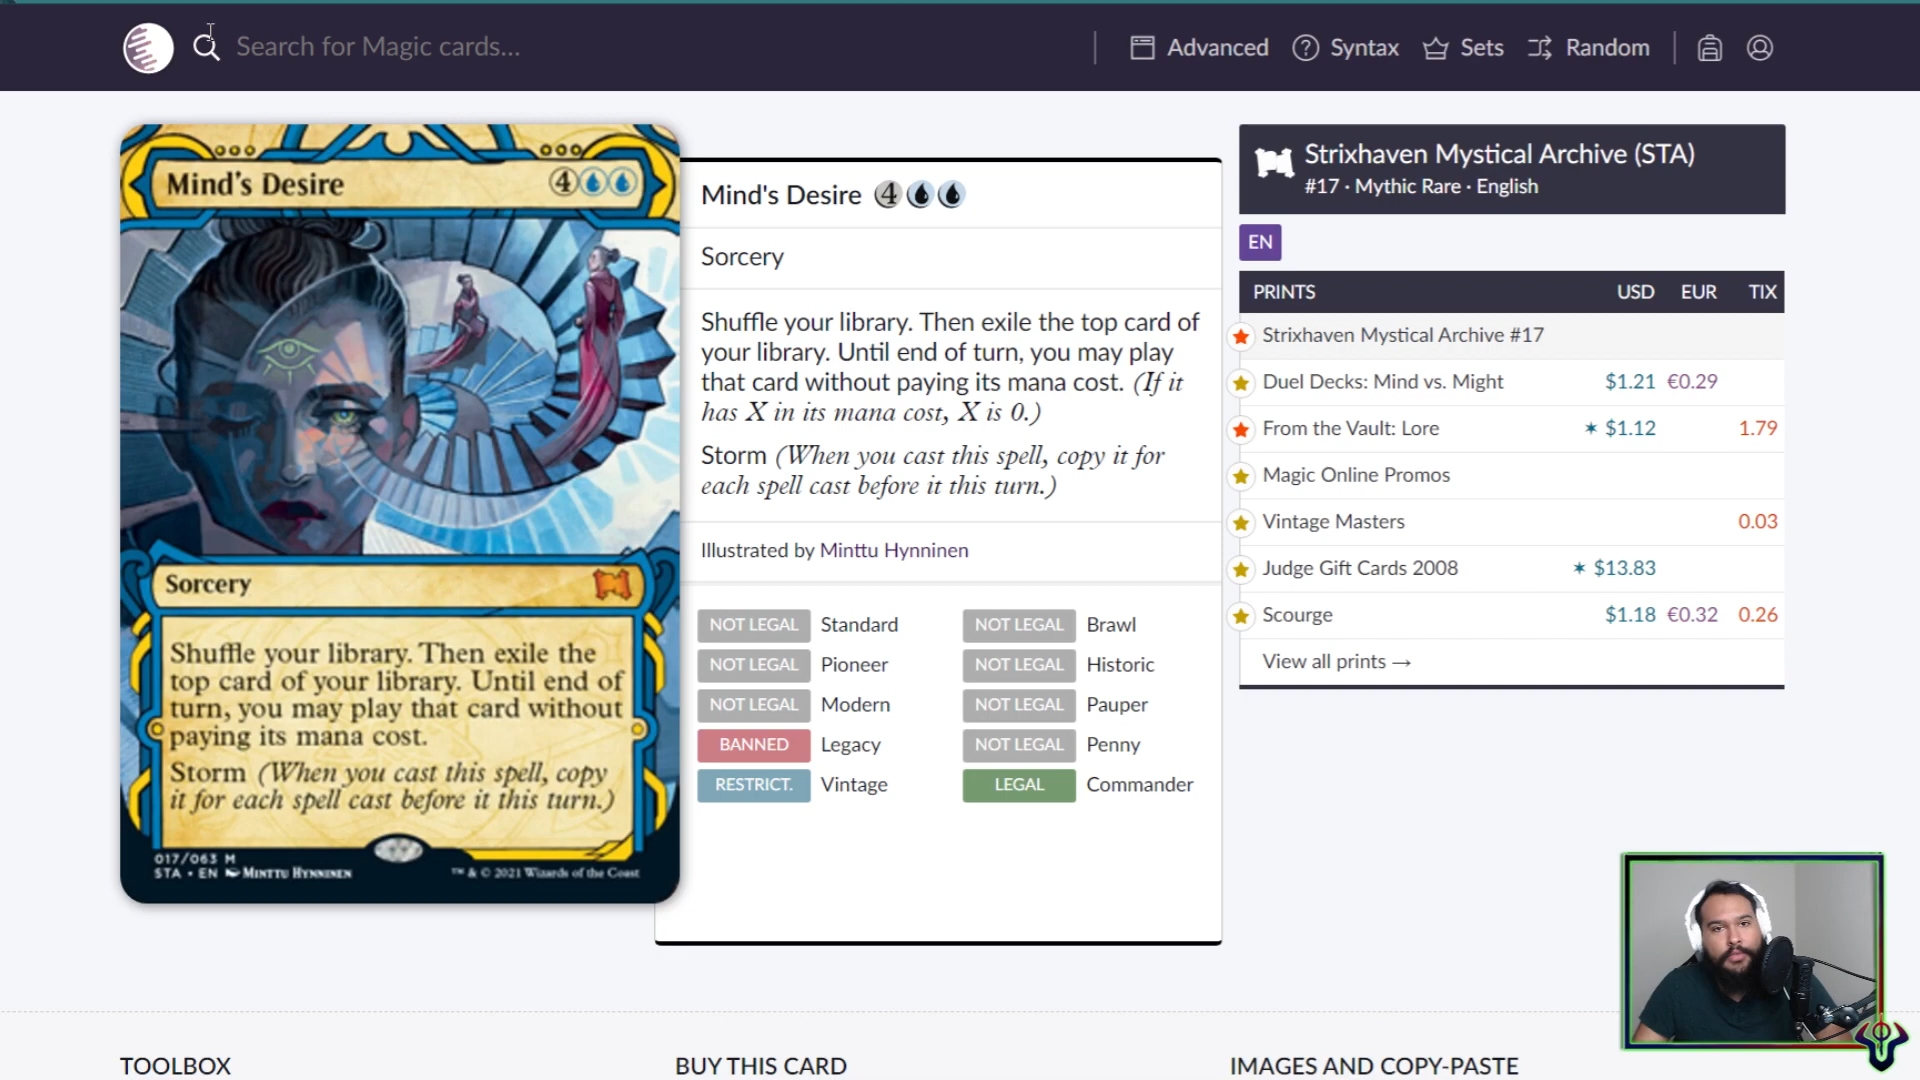 Search for Magic cards...
Advanced
Syntax
Sets
Random
Mind's Desire 4
Sorcery
Shuffle your library. Then exile the
top card of your library. Until end of
turn, you may play that card without
paying its mana cost.
Storm (When you cast this spell, copy
it for each spell cast before it this turn.)
017/063 M
STA • EN MINTTU HYNNINEN
™ & © 2021 Wizards of the Coast
Mind's Desire 4
Sorcery
Shuffle your library. Then exile the top card of
your library. Until end of turn, you may play
that card without paying its mana cost. (If it
has X in its mana cost, X is 0.)
Storm (When you cast this spell, copy it for
each spell cast before it this turn.)
Illustrated by Minttu Hynninen
NOT LEGAL Standard NOT LEGAL Brawl
NOT LEGAL Pioneer NOT LEGAL Historic
NOT LEGAL Modern NOT LEGAL Pauper
BANNED Legacy NOT LEGAL Penny
RESTRICT. Vintage LEGAL Commander
Strixhaven Mystical Archive (STA)
#17 · Mythic Rare · English
EN
PRINTS USD EUR TIX
Strixhaven Mystical Archive #17
Duel Decks: Mind vs. Might $1.21 €0.29
From the Vault: Lore ✶ $1.12 1.79
Magic Online Promos
Vintage Masters 0.03
Judge Gift Cards 2008 ✶ $13.83
Scourge $1.18 €0.32 0.26
View all prints →
TOOLBOX
BUY THIS CARD
IMAGES AND COPY-PASTE